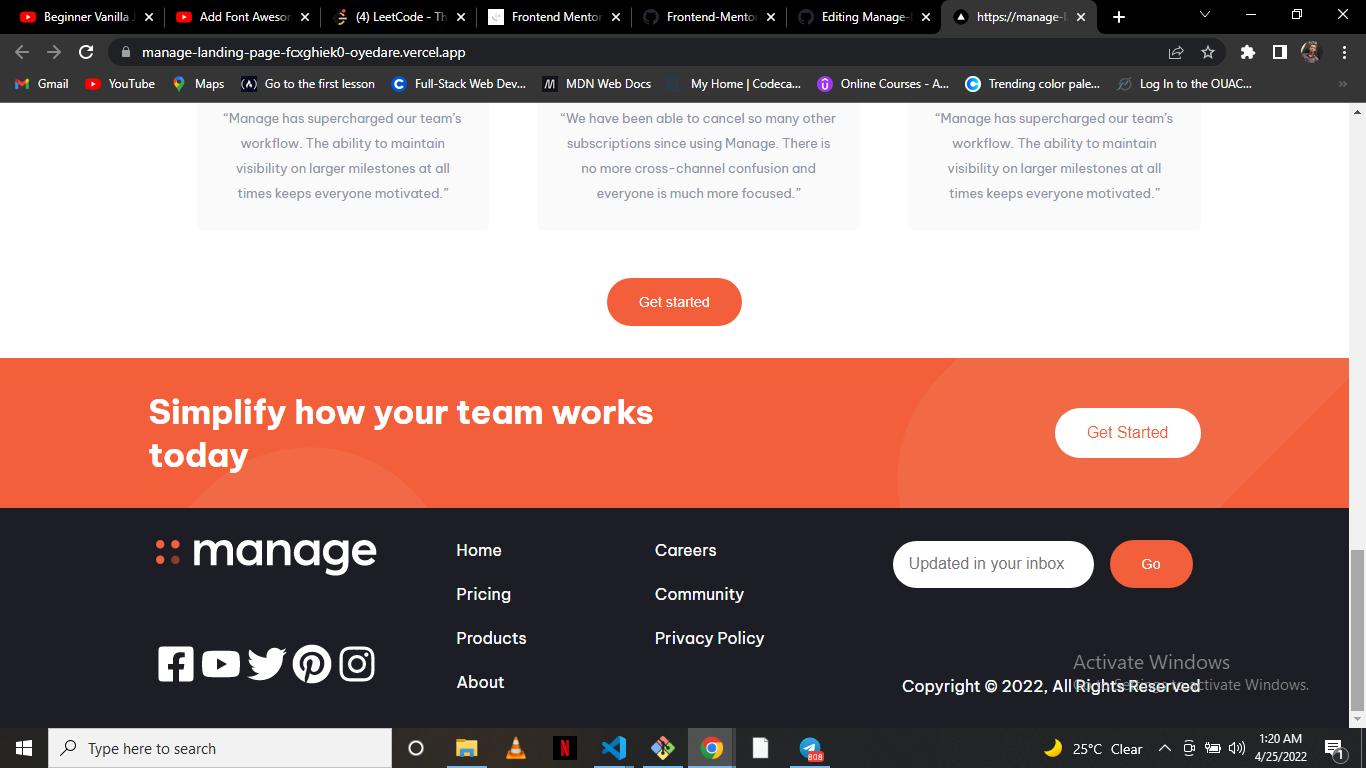 Beginner Vanilla J
Add Font Awesor
(4) LeetCode - Th
Frontend Mentor
Frontend-Mentor
Editing Manage-
https://manage-l
manage-landing-page-fcxghiek0-oyedare.vercel.app
Gmail
YouTube
Maps
Go to the first lesson
Full-Stack Web Dev...
MDN Web Docs
My Home | Codeca...
Online Courses - A...
Trending color pale...
Log In to the OUAC...
“Manage has supercharged our team’s
workflow. The ability to maintain
visibility on larger milestones at all
times keeps everyone motivated.”
“We have been able to cancel so many other
subscriptions since using Manage. There is
no more cross-channel confusion and
everyone is much more focused.”
“Manage has supercharged our team’s
workflow. The ability to maintain
visibility on larger milestones at all
times keeps everyone motivated.”
Get started
Simplify how your team works
today
Get Started
manage
Home
Pricing
Products
About
Careers
Community
Privacy Policy
Updated in your inbox
Go
Activate Windows
Go to Settings to activate Windows.
Copyright © 2022, All Rights Reserved
Type here to search
808
25°C Clear
1:20 AM
4/25/2022
1